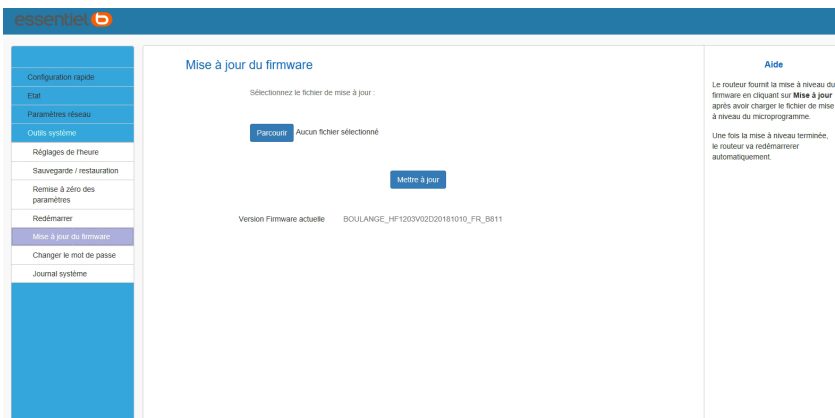 essentiel b
Configuration rapide
Etat
Paramètres réseau
Outils système
Réglages de l'heure
Sauvegarde / restauration
Remise à zéro des
paramètres
Redémarrer
Mise à jour du firmware
Changer le mot de passe
Journal système
Mise à jour du firmware
Sélectionnez le fichier de mise à jour :
Parcourir Aucun fichier sélectionné
Mettre à jour
Version Firmware actuelle BOULANGE_HF1203V02D20181010_FR_B811
Aide
Le routeur fournit la mise à niveau du
firmware en cliquant sur Mise à jour
après avoir charger le fichier de mise
à niveau du microprogramme.
Une fois la mise à niveau terminée,
le routeur va redémarrerer
automatiquement.